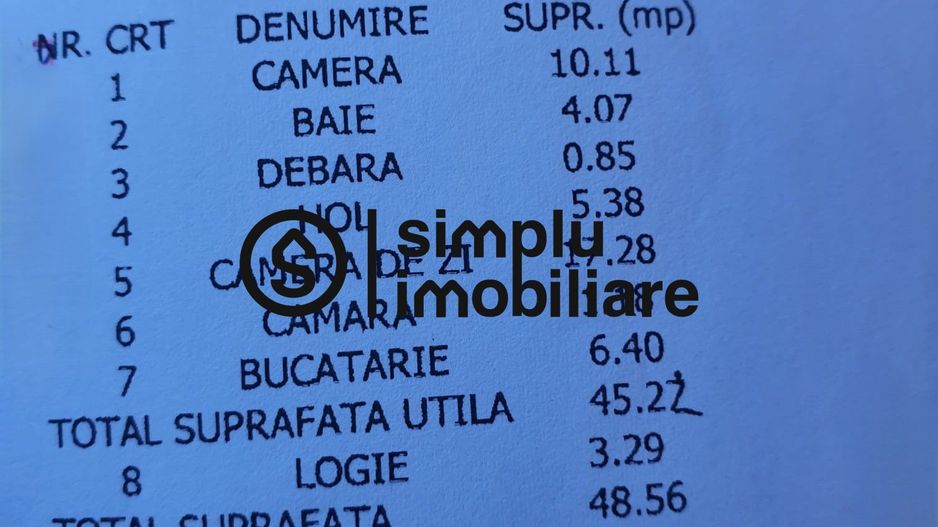 NR. CRT DENUMIRE SUPR. (mp)
1 CAMERA 10.11
2 BAIE 4.07
3 DEBARA 0.85
4 HOL 5.38
5 CAMERA DE ZI 17.28
6 CAMARA
7 BUCATARIE 6.40
TOTAL SUPRAFATA UTILA 45.27
8 LOGIE 3.29
TOTAL SUPRAFATA 48.56
simplu
imobiliare